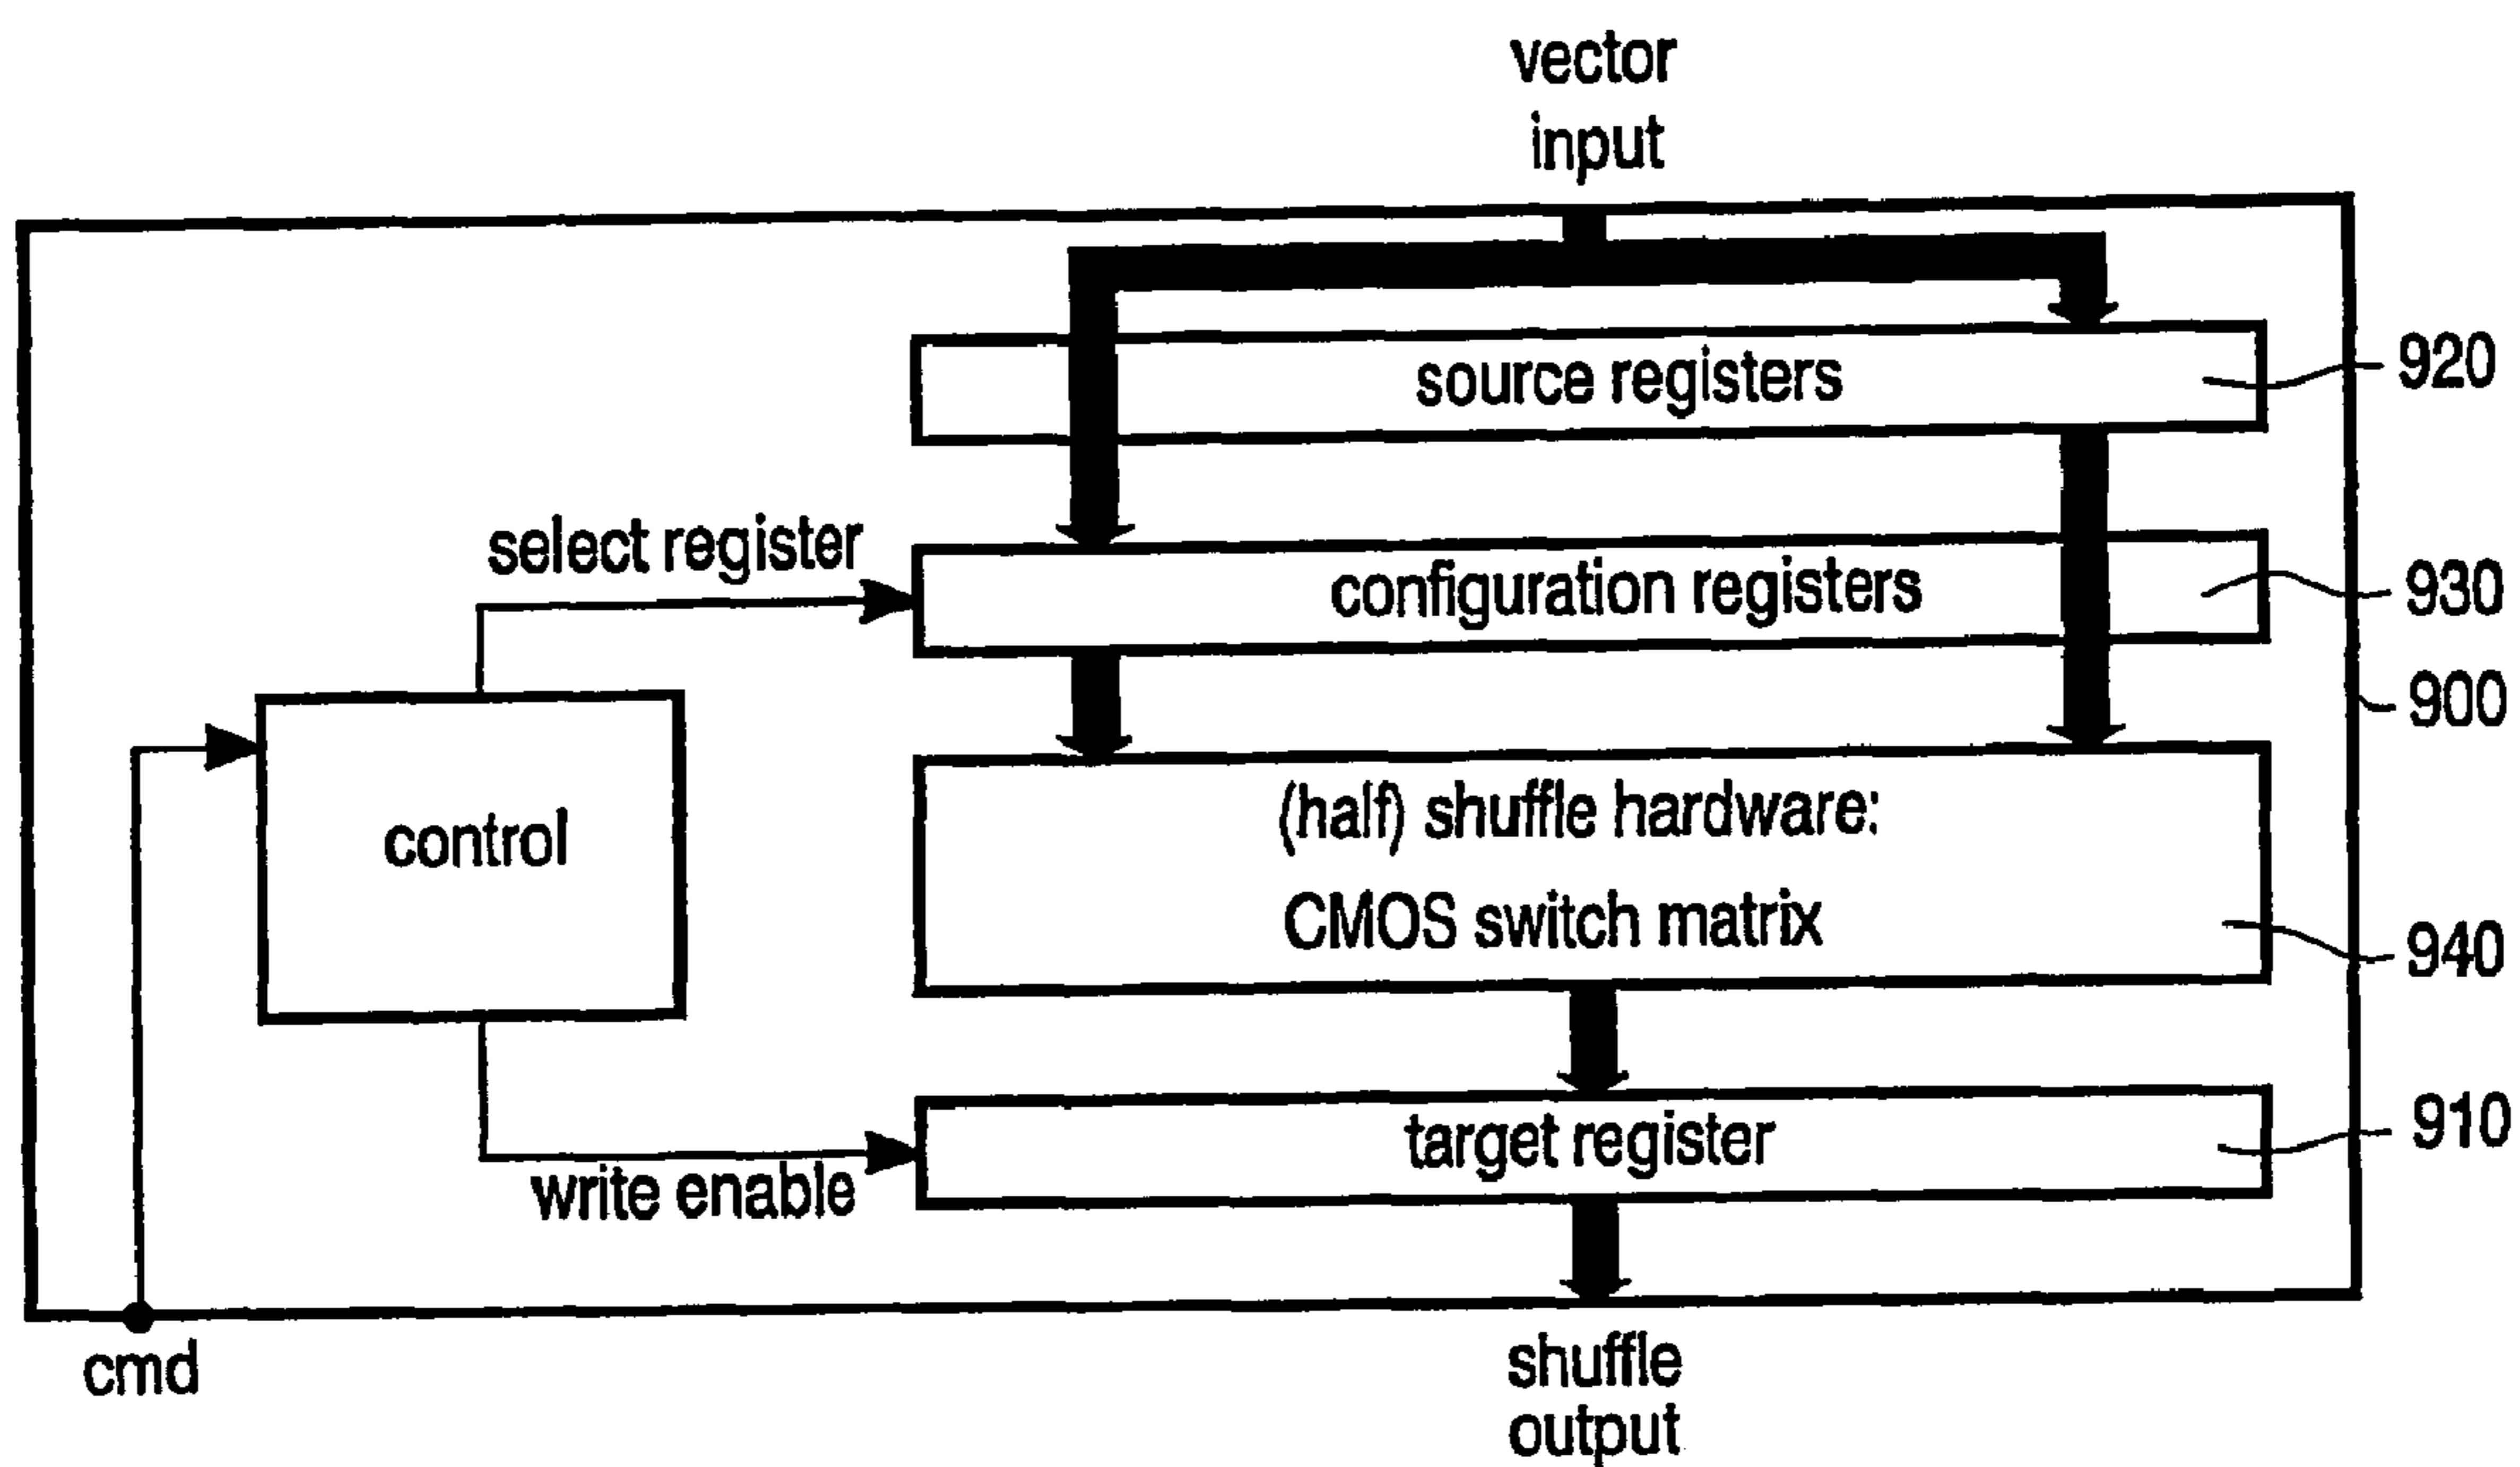 vector
input
source registers
920
select register
configuration registers
930
900
control
(half) shuffle hardware:
CMOS switch matrix
940
target register
910
write enable
cmd
shuffle
output